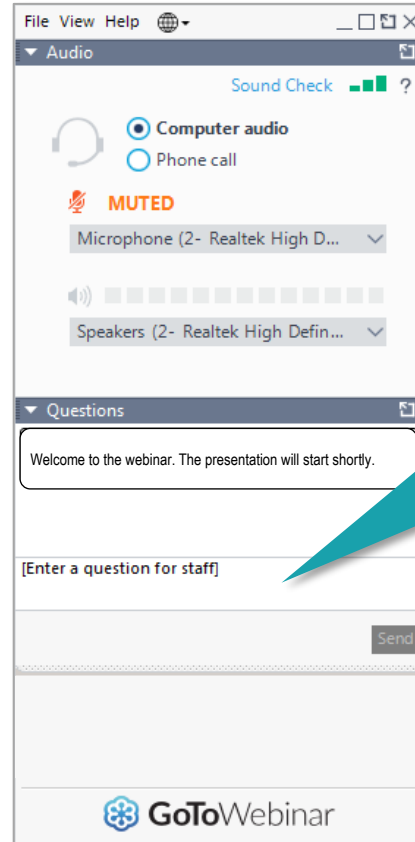 File View Help
Audio
Sound Check ?
Computer audio
Phone call
MUTED
Microphone (2- Realtek High D...
Speakers (2- Realtek High Defin...
Questions
Welcome to the webinar. The presentation will start shortly.
[Enter a question for staff]
Send
GoToWebinar